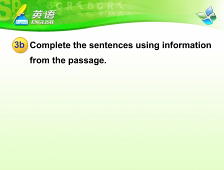 英语
ENGLISH
3b Complete the sentences using information
from the passage.